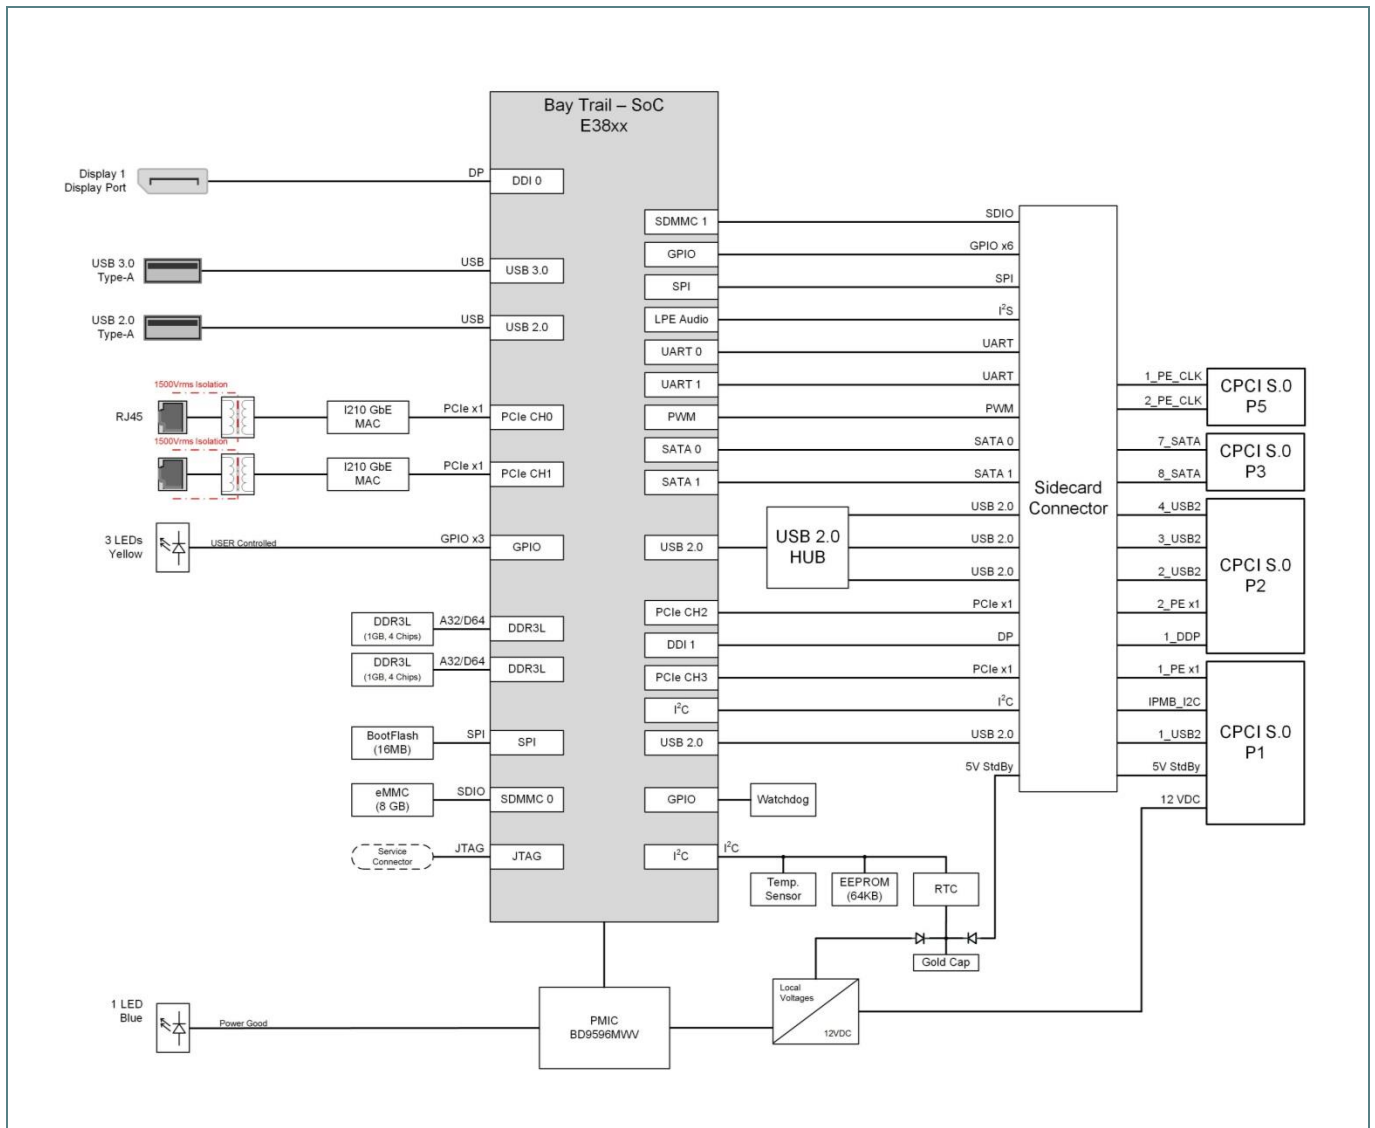 Bay Trail – SoC
E38xx
Display 1
Display Port
DP
DDI 0
USB 3.0
Type-A
USB
USB 3.0
USB 2.0
Type-A
USB
USB 2.0
1500Vrms Isolation
RJ45
I210 GbE
MAC
PCIe x1
PCIe CH0
1500Vrms Isolation
I210 GbE
MAC
PCIe x1
PCIe CH1
3 LEDs
Yellow
USER Controlled
GPIO x3
GPIO
DDR3L
(1GB, 4 Chips)
A32/D64
DDR3L
DDR3L
(1GB, 4 Chips)
A32/D64
DDR3L
BootFlash
(16MB)
SPI
SPI
eMMC
(8 GB)
SDIO
SDMMC 0
Service
Connector
JTAG
JTAG
SDMMC 1
SDIO
GPIO
GPIO x6
SPI
SPI
LPE Audio
I²S
UART 0
UART
UART 1
UART
PWM
PWM
SATA 0
SATA 0
SATA 1
SATA 1
USB 2.0
USB 2.0
HUB
USB 2.0
USB 2.0
USB 2.0
PCIe CH2
PCIe x1
DDI 1
DP
PCIe CH3
PCIe x1
I²C
I²C
USB 2.0
USB 2.0
5V StdBy
GPIO
Watchdog
I²C
I²C
Temp.
Sensor
EEPROM
(64KB)
RTC
Gold Cap
Sidecard
Connector
1_PE_CLK
2_PE_CLK
CPCI S.0
P5
7_SATA
8_SATA
CPCI S.0
P3
4_USB2
3_USB2
2_USB2
2_PE x1
1_DDP
CPCI S.0
P2
1_PE x1
IPMB_I2C
1_USB2
5V StdBy
12 VDC
CPCI S.0
P1
1 LED
Blue
Power Good
PMIC
BD9596MWV
Local
Voltages
12VDC